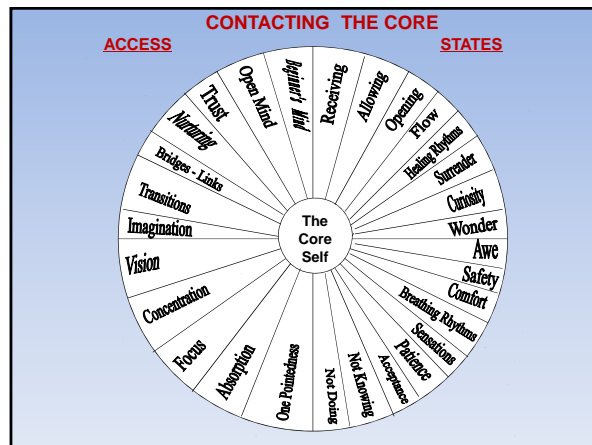 CONTACTING THE CORE
ACCESS
STATES
Receiving
Allowing
Opening
Flow
Healing Rhythms
Surrender
Curiosity
Wonder
Awe
Safety
Comfort
Breathing Rhythms
Sensations
Patience
Acceptance
Not Knowing
Not Doing
One Pointedness
Absorption
Focus
Concentration
Vision
Imagination
Transitions
Bridges - Links
Nurturing
Trust
Open Mind
Beginner's Mind
The
Core
Self